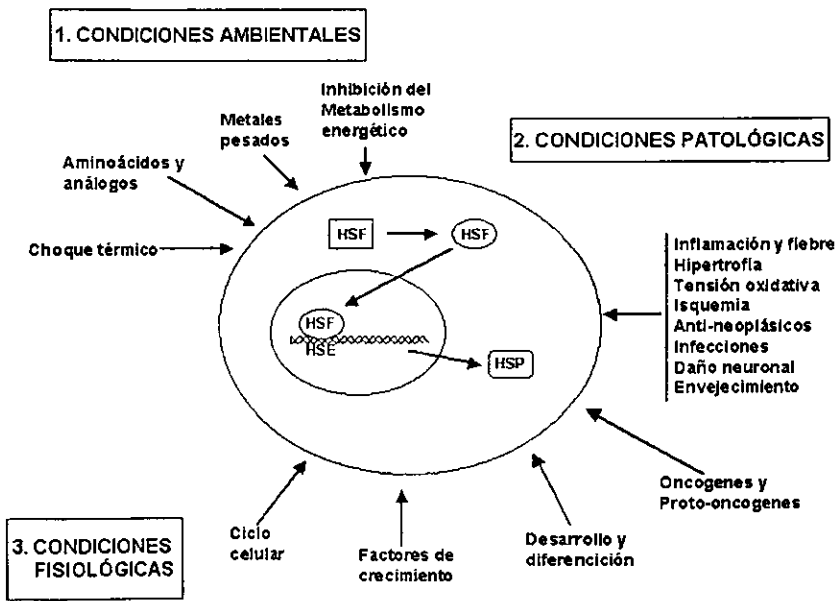 1. CONDICIONES AMBIENTALES
Inhibición del
Metabolismo
energético
Metales
pesados
2. CONDICIONES PATOLÓGICAS
Aminoácidos y
análogos
Choque térmico
HSF
HSF
HSF
HSE
HSP
Inflamación y fiebre
Hipertrofia
Tensión oxidativa
Isquemia
Anti-neoplásicos
Infecciones
Daño neuronal
Envejecimiento
Oncogenes y
Proto-oncogenes
Desarrollo y
diferencición
Factores de
crecimiento
Ciclo
celular
3. CONDICIONES
FISIOLÓGICAS